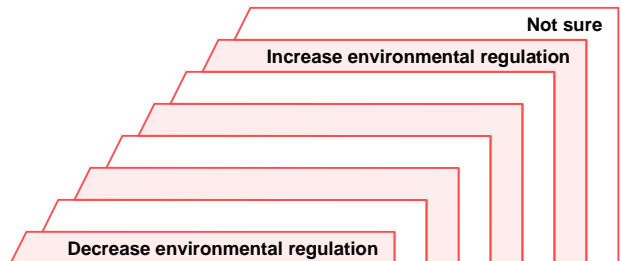 Not sure
Increase environmental regulation
Decrease environmental regulation